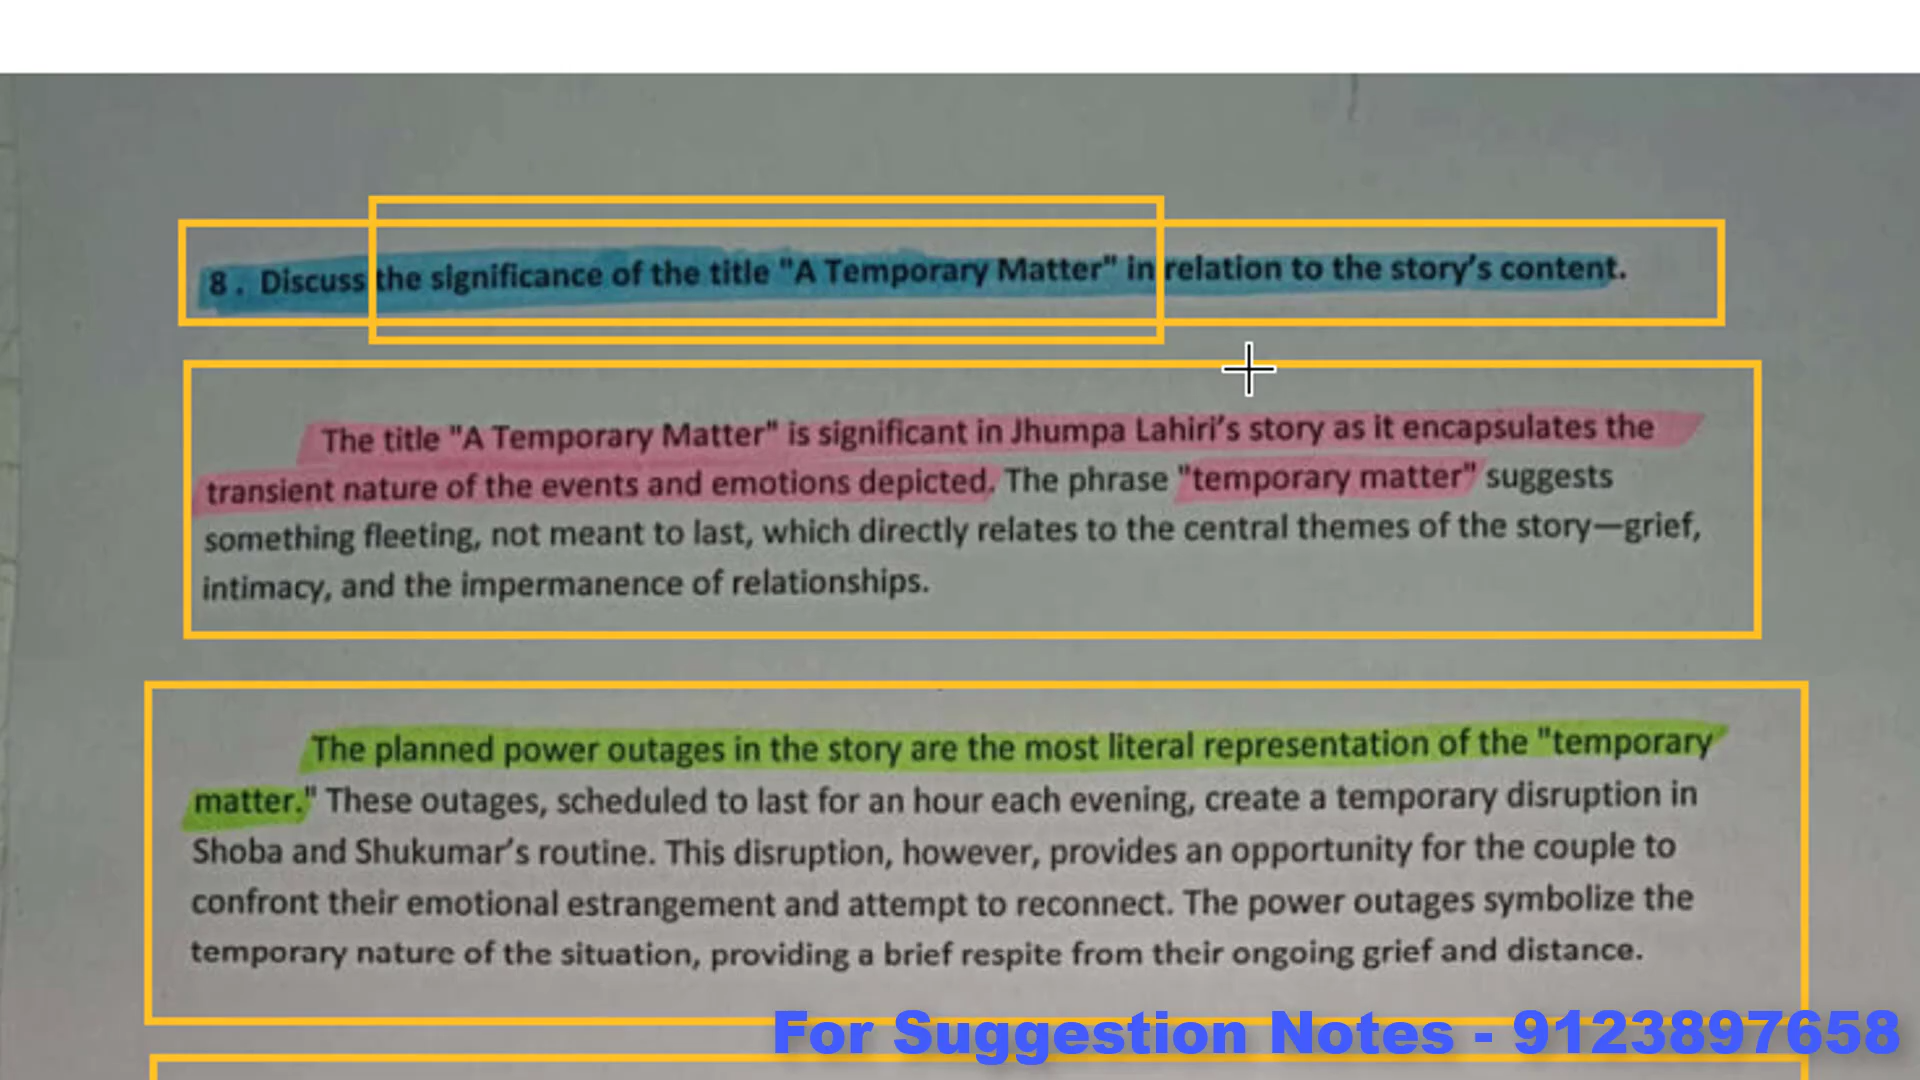 8 . Discuss the significance of the title "A Temporary Matter" in relation to the story's content.
The title "A Temporary Matter" is significant in Jhumpa Lahiri's story as it encapsulates the
transient nature of the events and emotions depicted. The phrase "temporary matter" suggests
something fleeting, not meant to last, which directly relates to the central themes of the story—grief,
intimacy, and the impermanence of relationships.
The planned power outages in the story are the most literal representation of the "temporary
matter." These outages, scheduled to last for an hour each evening, create a temporary disruption in
Shoba and Shukumar's routine. This disruption, however, provides an opportunity for the couple to
confront their emotional estrangement and attempt to reconnect. The power outages symbolize the
temporary nature of the situation, providing a brief respite from their ongoing grief and distance.
For Suggestion Notes - 9123897658